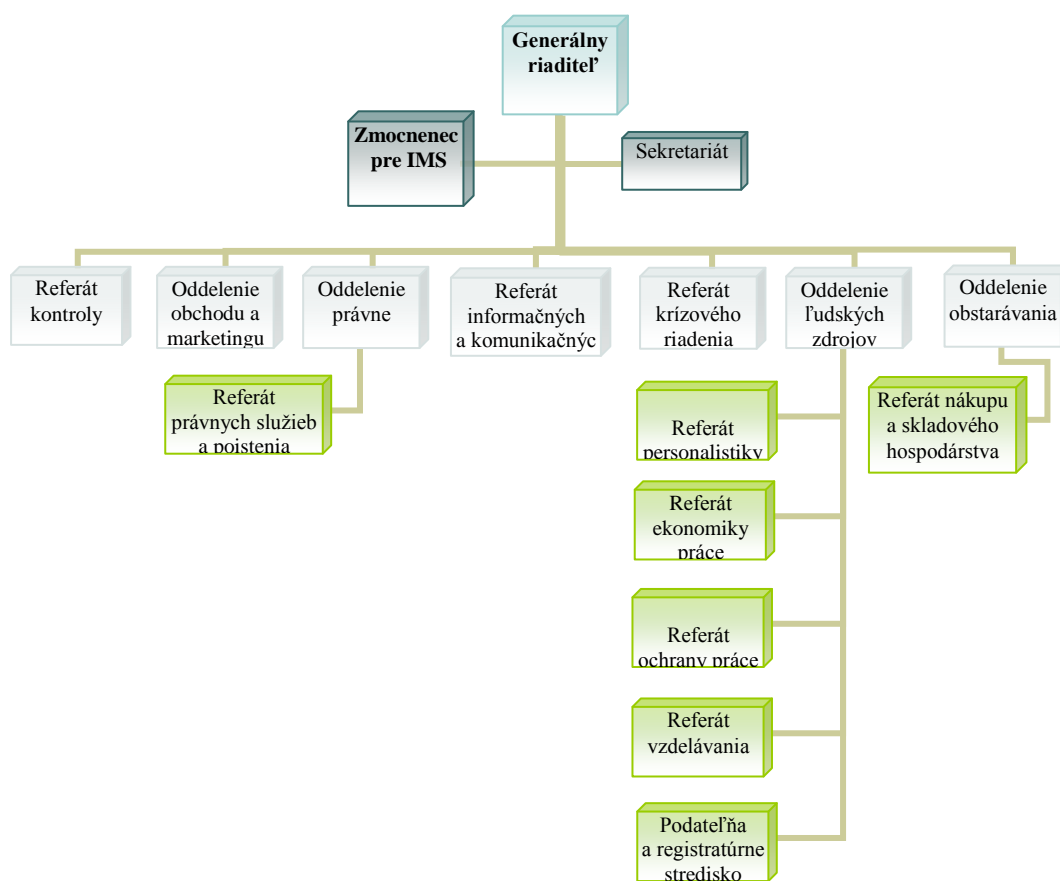 Generálny
riaditeľ
Zmocnenec
pre IMS
Sekretariát
Referát
kontroly
Oddelenie
obchodu a
marketingu
Oddelenie
právne
Referát
informačných
a komunikačnýc
Referát
krízového
riadenia
Oddelenie
ľudských
zdrojov
Oddelenie
obstarávania
Referát
právnych služieb
a poistenia
Referát
personalistiky
Referát nákupu
a skladového
hospodárstva
Referát
ekonomiky
práce
Referát
ochrany práce
Referát
vzdelávania
Podateľňa
a registratúrne
stredisko